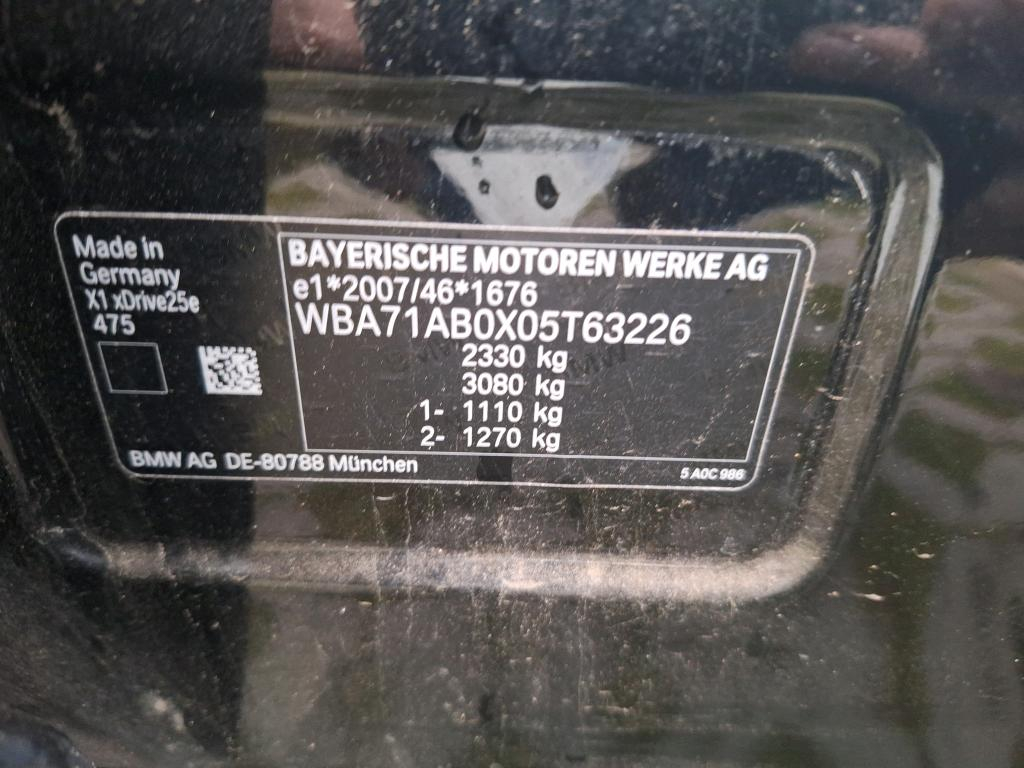 Made in
Germany
X1 xDrive25e
475
BAYERISCHE MOTOREN WERKE AG
e1*2007/46*1676
WBA71AB0X05T63226
2330 kg
3080 kg
1- 1110 kg
2- 1270 kg
BMW AG DE-80788 München
5 A0C 986